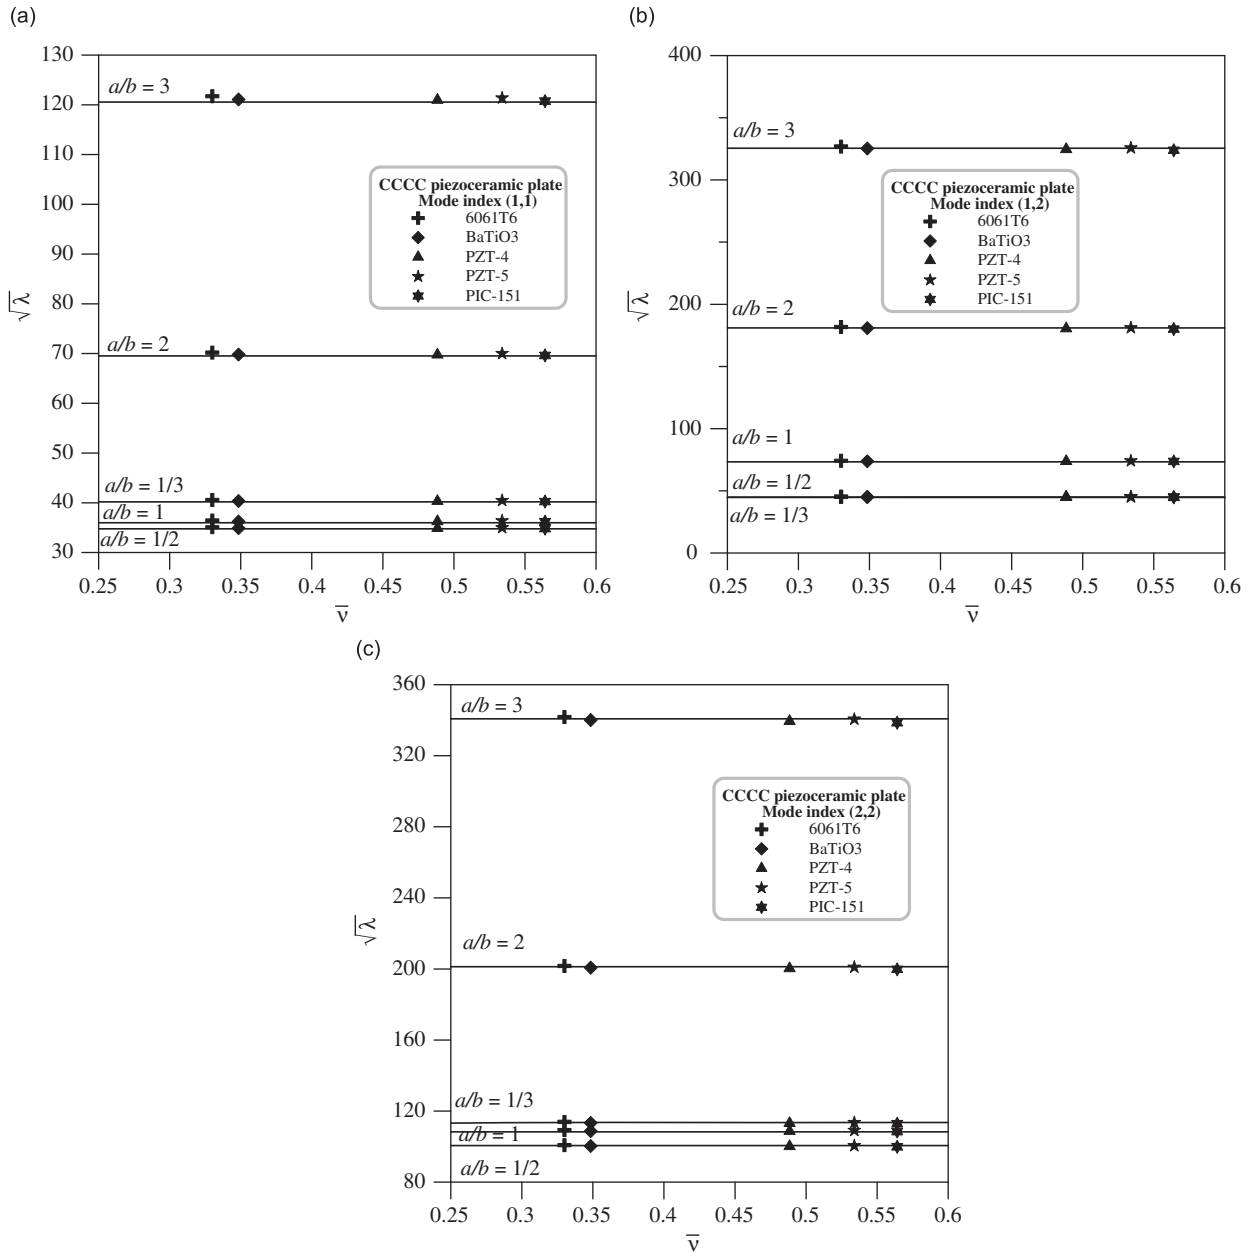 (a)
130
120
110
100
90
80
70
60
50
40
30
√λ
a/b = 3
CCCC piezoceramic plate
Mode index (1,1)
6061T6
BaTiO3
PZT-4
PZT-5
PIC-151
a/b = 2
a/b = 1/3
a/b = 1
a/b = 1/2
0.25 0.3 0.35 0.4 0.45 0.5 0.55 0.6
ν̅
(b)
400
300
200
100
0
√λ
a/b = 3
CCCC piezoceramic plate
Mode index (1,2)
6061T6
BaTiO3
PZT-4
PZT-5
PIC-151
a/b = 2
a/b = 1
a/b = 1/2
a/b = 1/3
0.25 0.3 0.35 0.4 0.45 0.5 0.55 0.6
ν̅
(c)
360
320
280
240
200
160
120
80
√λ
a/b = 3
CCCC piezoceramic plate
Mode index (2,2)
6061T6
BaTiO3
PZT-4
PZT-5
PIC-151
a/b = 2
a/b = 1/3
a/b = 1
a/b = 1/2
0.25 0.3 0.35 0.4 0.45 0.5 0.55 0.6
ν̅